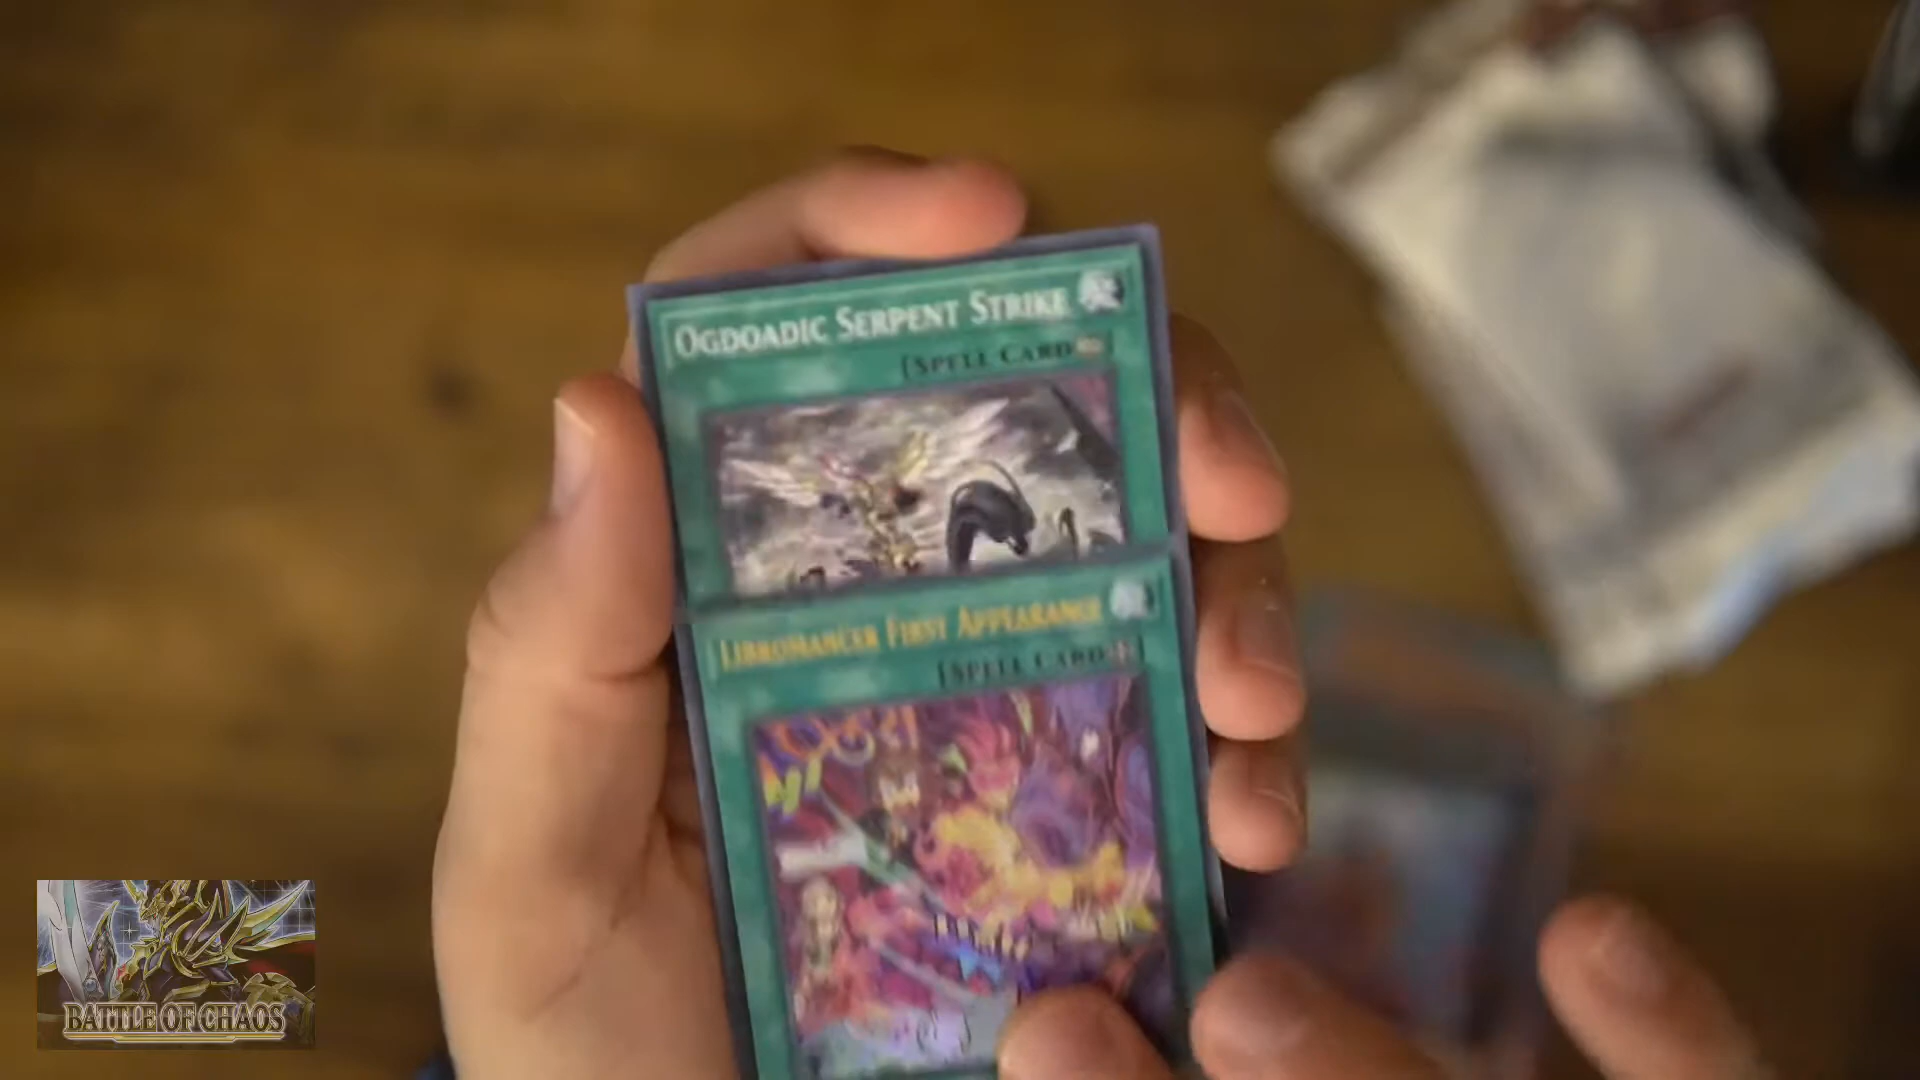 OGDOADIC SERPENT STRIKE
[SPELL CARD ]
LIBROMANCER FIRST APPEARANCE
[SPELL CARD ]
BATTLE OF CHAOS